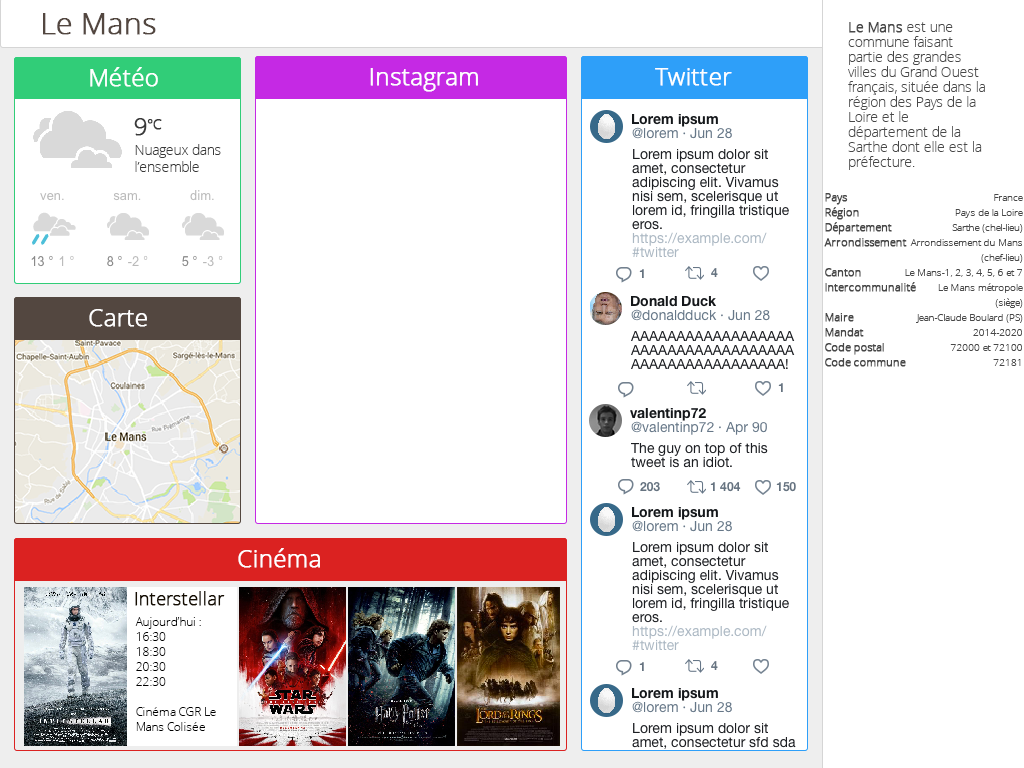 Le Mans
Météo
9°C
Nuageux dans
l'ensemble
ven. sam. dim.
13 ° 1 ° 8 ° -2 ° 5 ° -3 °
Carte
Saint-Pavace
Chapelle-Saint-Aubin
Sargé-lès-le-Mans
Coulaines
Rue Pygmartre
Le Mans
Instagram
Cinéma
INTERSTELLAR
Interstellar
Aujourd'hui :
16:30
18:30
20:30
22:30
Cinéma CGR Le
Mans Colisée
STAR
WARS
Harry Potter
THE
LORD OF THE RINGS
Twitter
Lorem ipsum
@lorem · Jun 28
Lorem ipsum dolor sit
amet, consectetur
adipiscing elit. Vivamus
nisi sem, scelerisque ut
lorem id, fringilla tristique
eros.
https://example.com/
#twitter
1 4
Donald Duck
@donaldduck · Jun 28
AAAAAAAAAAAAAAAAAA
AAAAAAAAAAAAAAAAAA
AAAAAAAAAAAAAAAAA!
1
valentinp72
@valentinp72 · Apr 90
The guy on top of this
tweet is an idiot.
203 1 404 150
Lorem ipsum
@lorem · Jun 28
Lorem ipsum dolor sit
amet, consectetur
adipiscing elit. Vivamus
nisi sem, scelerisque ut
lorem id, fringilla tristique
eros.
https://example.com/
#twitter
1 4
Lorem ipsum
@lorem · Jun 28
Lorem ipsum dolor sit
amet, consectetur sfd sda
Le Mans est une
commune faisant
partie des grandes
villes du Grand Ouest
français, située dans la
région des Pays de la
Loire et le
département de la
Sarthe dont elle est la
préfecture.
Pays France
Région Pays de la Loire
Département Sarthe (chel-lieu)
Arrondissement Arrondissement du Mans
(chef-lieu)
Canton Le Mans-1, 2, 3, 4, 5, 6 et 7
Intercommunalité Le Mans métropole
(siège)
Maire Jean-Claude Boulard (PS)
Mandat 2014-2020
Code postal 72000 et 72100
Code commune 72181